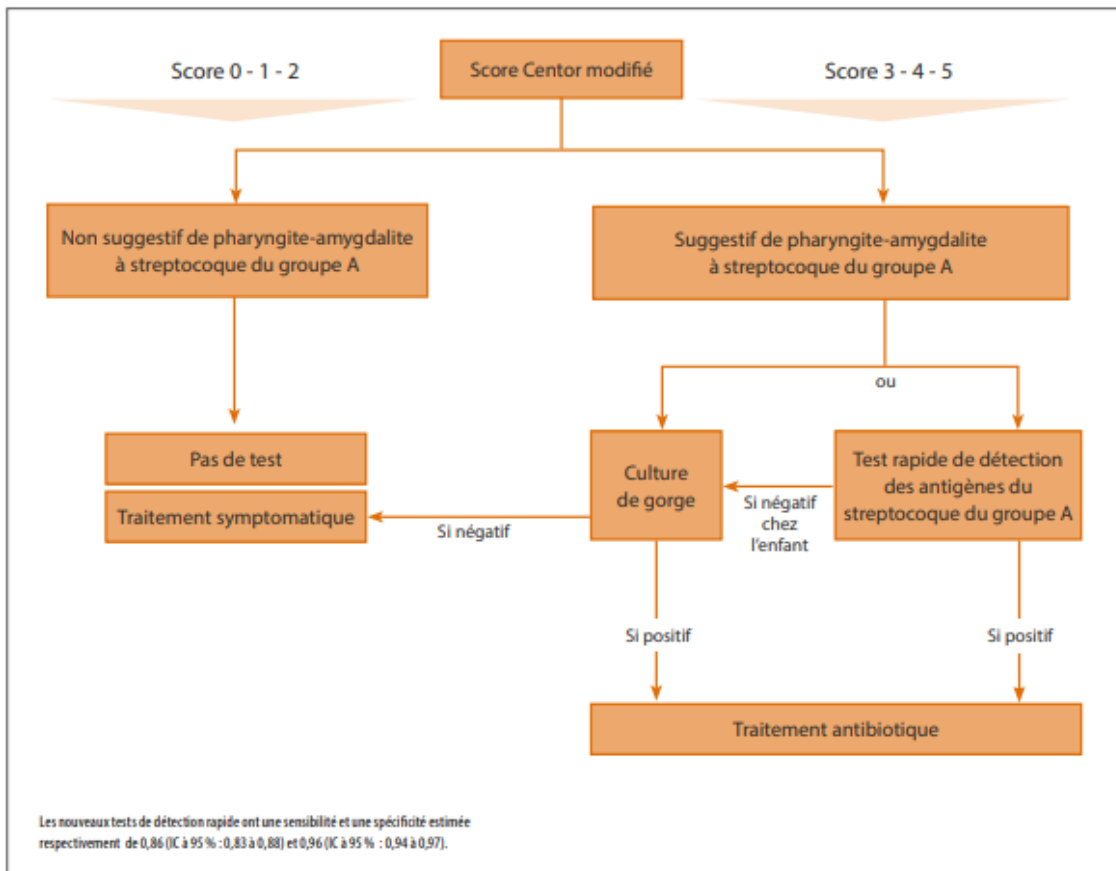 Score 0 - 1 - 2
Score Centor modifié
Score 3 - 4 - 5
Non suggestif de pharyngite-amygdalite
à streptocoque du groupe A
Suggestif de pharyngite-amygdalite
à streptocoque du groupe A
ou
Pas de test
Traitement symptomatique
Si négatif
Culture
de gorge
Si négatif
chez
l'enfant
Test rapide de détection
des antigènes du
streptocoque du groupe A
Si positif
Si positif
Traitement antibiotique
Les nouveaux tests de détection rapide ont une sensibilité et une spécificité estimée
respectivement de 0,86 (IC à 95 % : 0,83 à 0,88) et 0,96 (IC à 95 % : 0,94 à 0,97).